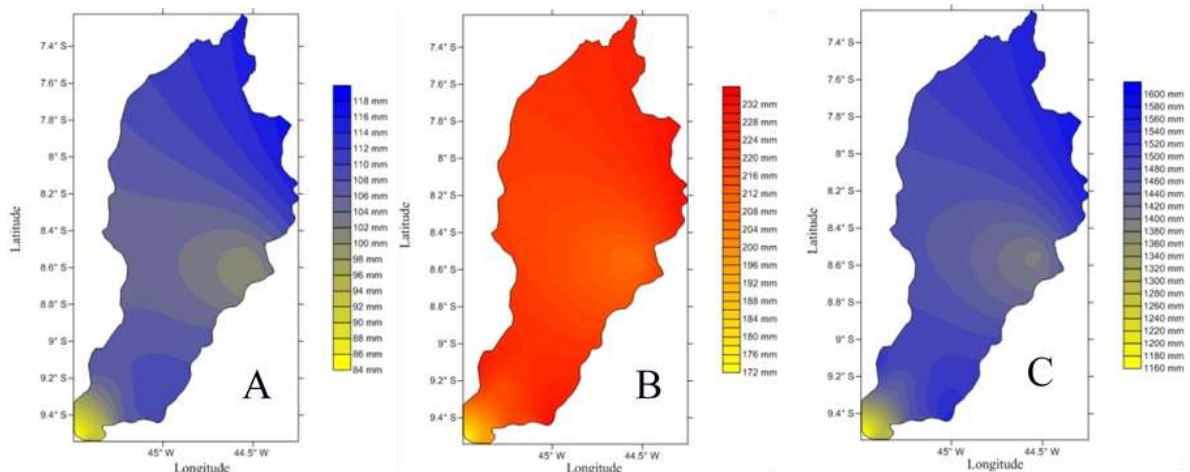 7.4° S
7.6° S
7.8° S
8° S
8.2° S
8.4° S
8.6° S
8.8° S
9° S
9.2° S
9.4° S
Latitude
45° W
44.5° W
Longitude
118 mm
116 mm
114 mm
112 mm
110 mm
108 mm
106 mm
104 mm
102 mm
100 mm
98 mm
96 mm
94 mm
92 mm
90 mm
88 mm
86 mm
84 mm
A
7.4° S
7.6° S
7.8° S
8° S
8.2° S
8.4° S
8.6° S
8.8° S
9° S
9.2° S
9.4° S
Latitude
45° W
44.5° W
Longitude
232 mm
228 mm
224 mm
220 mm
216 mm
212 mm
208 mm
204 mm
200 mm
196 mm
192 mm
188 mm
184 mm
180 mm
176 mm
172 mm
B
7.4° S
7.6° S
7.8° S
8° S
8.2° S
8.4° S
8.6° S
8.8° S
9° S
9.2° S
9.4° S
Latitude
45° W
44.5° W
Longitude
1600 mm
1580 mm
1560 mm
1540 mm
1520 mm
1500 mm
1480 mm
1460 mm
1440 mm
1420 mm
1400 mm
1380 mm
1360 mm
1340 mm
1320 mm
1300 mm
1280 mm
1260 mm
1240 mm
1220 mm
1200 mm
1180 mm
1160 mm
C